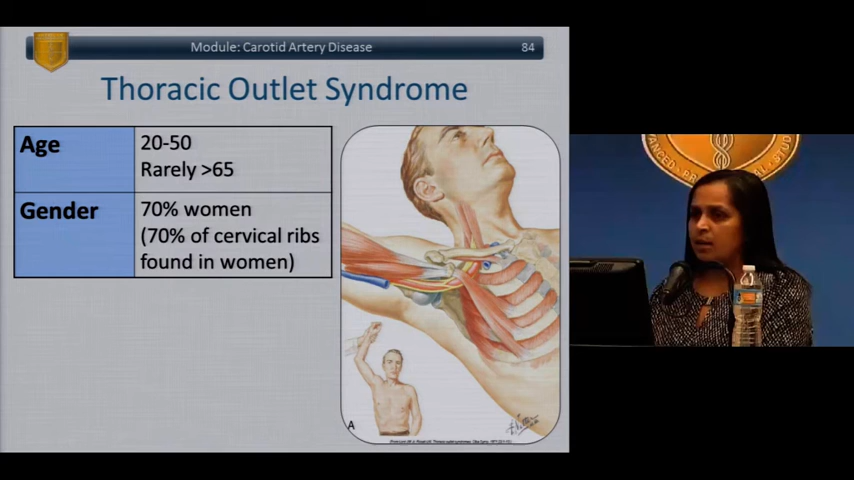 Module: Carotid Artery Disease
84
Thoracic Outlet Syndrome
Age
20-50
Rarely >65
Gender
70% women
(70% of cervical ribs
found in women)
A